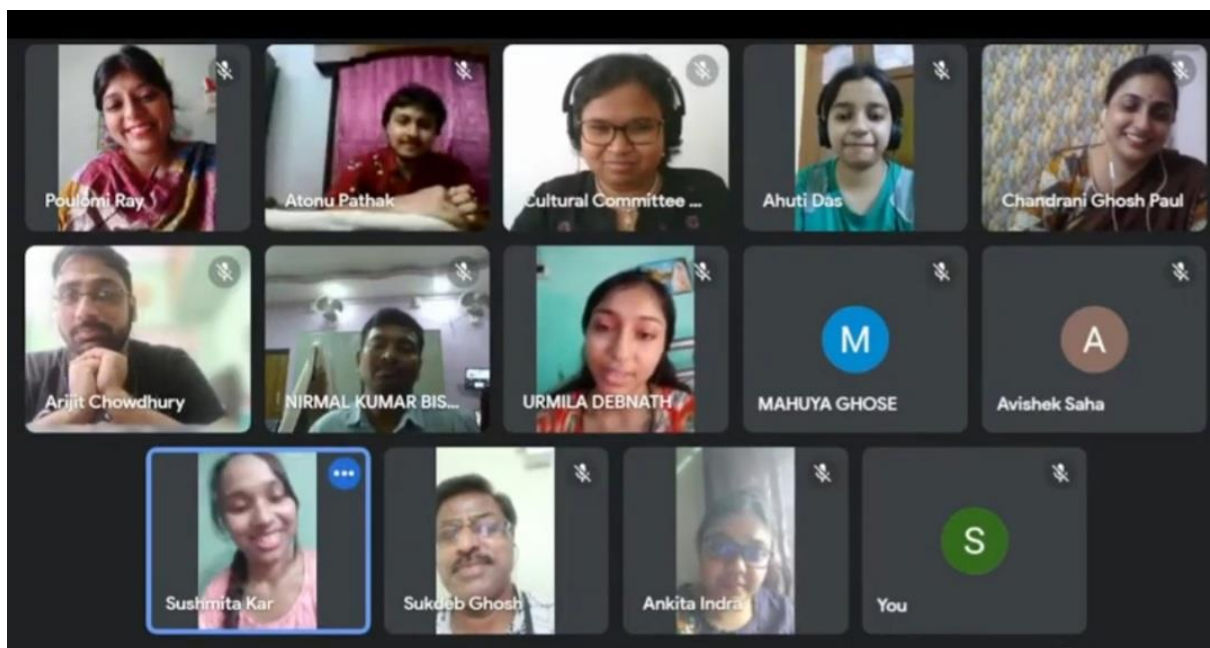 Poulomi Ray
Atonu Pathak
Cultural Committee ...
Ahuti Das
Chandrani Ghosh Paul
Arijit Chowdhury
NIRMAL KUMAR BIS...
URMILA DEBNATH
M
MAHUYA GHOSE
A
Avishek Saha
Sushmita Kar
Sukdeb Ghosh
Ankita Indra
S
You